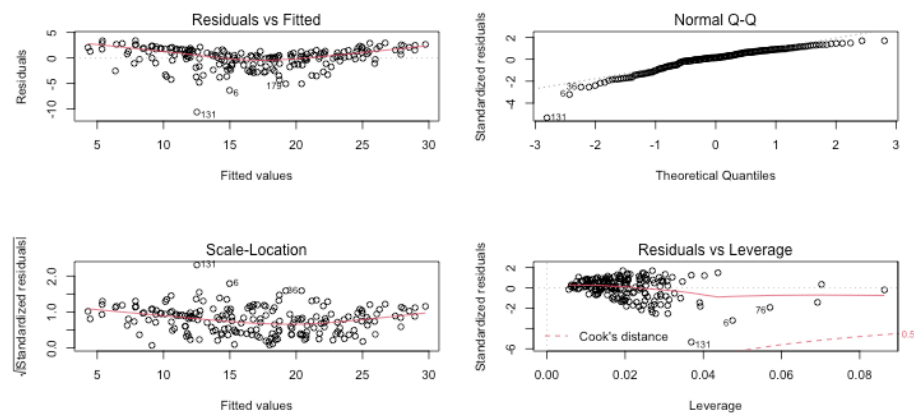 Residuals vs Fitted
Residuals
5
0
-5
-10
179
6
131
5 10 15 20 25 30
Fitted values
Normal Q-Q
Standardized residuals
2
0
-2
-4
36
6
131
-3 -2 -1 0 1 2 3
Theoretical Quantiles
Scale-Location
√|Standardized residuals|
2.0
1.0
0.0
131
6
36
5 10 15 20 25 30
Fitted values
Residuals vs Leverage
Standardized residuals
2
0
-2
-6
76
6
131
Cook's distance
0.5
0.00 0.02 0.04 0.06 0.08
Leverage